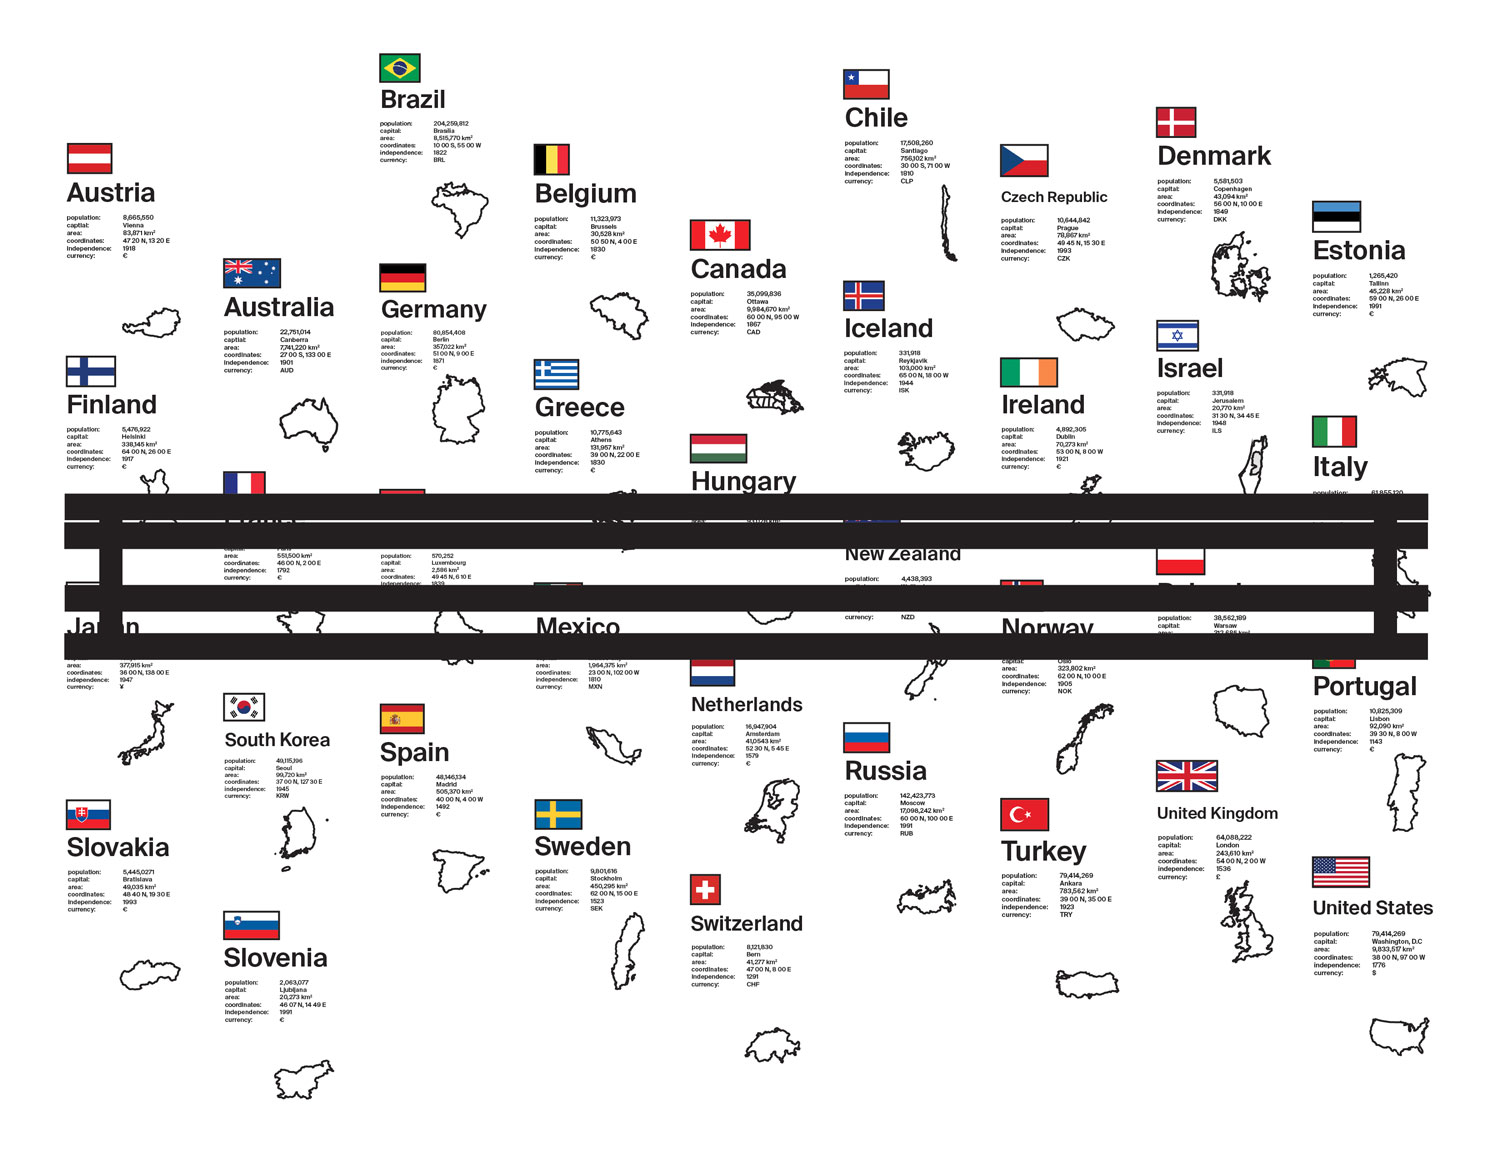 Austria
population: 8,665,550
captial: Vienna
area: 83,871 km²
coordinates: 47 20 N, 13 20 E
independence: 1918
currency: €
Finland
population: 5,476,922
capital: Helsinki
area: 338,145 km²
coordinates: 64 00 N, 26 00 E
independence: 1917
currency: €
Japan
area: 377,915 km²
coordinates: 36 00 N, 138 00 E
independence: 1947
currency: ¥
Slovakia
population: 5,445,0271
capital: Bratislava
area: 49,035 km²
coordinates: 48 40 N, 19 30 E
independence: 1993
currency: €
Australia
population: 22,751,014
captial: Canberra
area: 7,741,220 km²
coordinates: 27 00 S, 133 00 E
independence: 1901
currency: AUD
area: 551,500 km²
coordinates: 46 00 N, 2 00 E
independence: 1792
currency: €
South Korea
population: 49,115,196
capital: Seoul
area: 99,720 km²
coordinates: 37 00 N, 127 30 E
independence: 1945
currency: KRW
Slovenia
population: 2,063,077
capital: Ljubljana
area: 20,273 km²
coordinates: 46 07 N, 14 49 E
independence: 1991
currency: €
Brazil
population: 204,259,812
capital: Brasilia
area: 8,515,770 km²
coordinates: 10 00 S, 55 00 W
independence: 1822
currency: BRL
Germany
population: 80,854,408
capital: Berlin
area: 357,022 km²
coordinates: 51 00 N, 9 00 E
independence: 1871
currency: €
population: 570,252
capital: Luxembourg
area: 2,586 km²
coordinates: 49 45 N, 6 10 E
independence: 1839
Spain
population: 48,146,134
capital: Madrid
area: 505,370 km²
coordinates: 40 00 N, 4 00 W
independence: 1492
currency: €
Belgium
population: 11,323,973
capital: Brussels
area: 30,528 km²
coordinates: 50 50 N, 4 00 E
independence: 1830
currency: €
Greece
population: 10,775,643
capital: Athens
area: 131,957 km²
coordinates: 39 00 N, 22 00 E
independence: 1830
currency: €
Mexico
area: 1,964,375 km²
coordinates: 23 00 N, 102 00 W
independence: 1810
currency: MXN
Sweden
population: 9,801,616
capital: Stockholm
area: 450,295 km²
coordinates: 62 00 N, 15 00 E
independence: 1523
currency: SEK
Canada
population: 35,099,836
capital: Ottawa
area: 9,984,670 km²
coordinates: 60 00 N, 95 00 W
independence: 1867
currency: CAD
Hungary
Netherlands
population: 16,947,904
capital: Amsterdam
area: 41,0543 km²
coordinates: 52 30 N, 5 45 E
independence: 1579
currency: €
Switzerland
population: 8,121,830
capital: Bern
area: 41,277 km²
coordinates: 47 00 N, 8 00 E
independence: 1291
currency: CHF
Chile
population: 17,508,260
capital: Santiago
area: 756,102 km²
coordinates: 30 00 S, 71 00 W
independence: 1810
currency: CLP
Iceland
population: 331,918
capital: Reykjavik
area: 103,000 km²
coordinates: 65 00 N, 18 00 W
independence: 1944
currency: ISK
New Zealand
population: 4,438,393
currency: NZD
Russia
population: 142,423,773
capital: Moscow
area: 17,098,242 km²
coordinates: 60 00 N, 100 00 E
independence: 1991
currency: RUB
Czech Republic
population: 10,644,842
capital: Prague
area: 78,867 km²
coordinates: 49 45 N, 15 30 E
independence: 1993
currency: CZK
Ireland
population: 4,892,305
capital: Dublin
area: 70,273 km²
coordinates: 53 00 N, 8 00 W
independence: 1921
currency: €
Norway
capital: Oslo
area: 323,802 km²
coordinates: 62 00 N, 10 00 E
independence: 1905
currency: NOK
Turkey
population: 79,414,269
capital: Ankara
area: 783,562 km²
coordinates: 39 00 N, 35 00 E
independence: 1923
currency: TRY
Denmark
population: 5,581,503
capital: Copenhagen
area: 43,094 km²
coordinates: 56 00 N, 10 00 E
independence: 1849
currency: DKK
Israel
population: 331,918
capital: Jerusalem
area: 20,770 km²
coordinates: 31 30 N, 34 45 E
independence: 1948
currency: ILS
population: 38,562,189
capital: Warsaw
United Kingdom
population: 64,088,222
capital: London
area: 243,610 km²
coordinates: 54 00 N, 2 00 W
independence: 1536
currency: £
Estonia
population: 1,265,420
capital: Tallinn
area: 45,228 km²
coordinates: 59 00 N, 26 00 E
independence: 1991
currency: €
Italy
population: 61,855,120
Portugal
population: 10,825,309
capital: Lisbon
area: 92,090 km²
coordinates: 39 30 N, 8 00 W
independence: 1143
currency: €
United States
population: 79,414,269
capital: Washington, D.C
area: 9,833,517 km²
coordinates: 38 00 N, 97 00 W
independence: 1776
currency: $